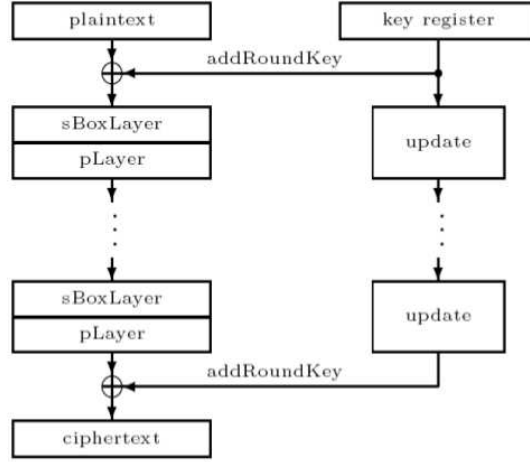 plaintext
key register
addRoundKey
sBoxLayer
pLayer
update
sBoxLayer
pLayer
update
addRoundKey
ciphertext